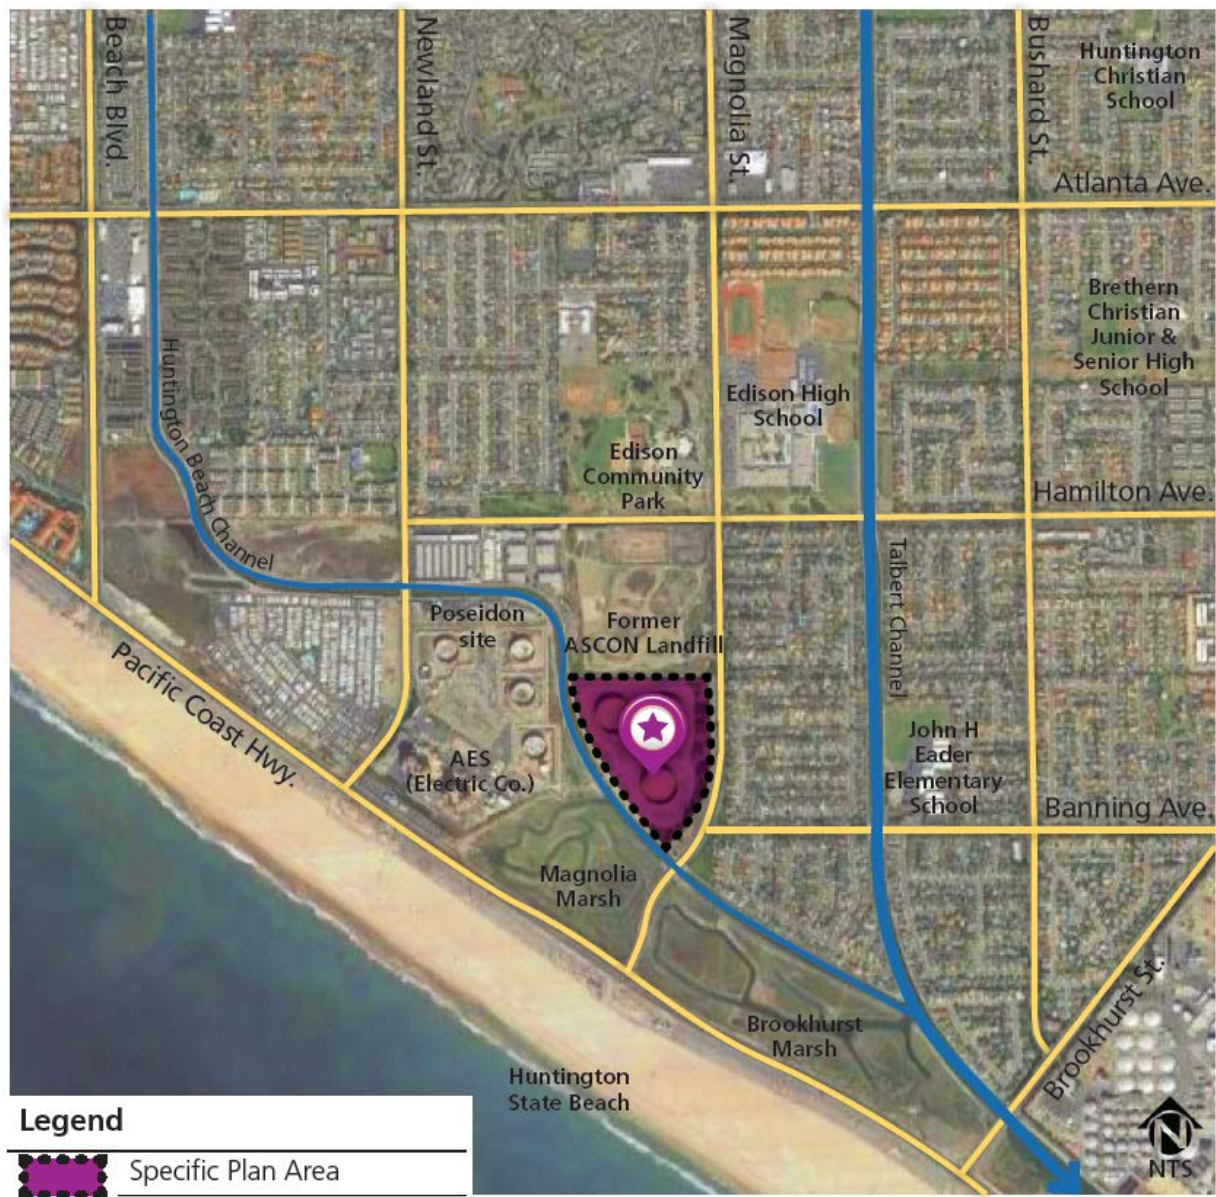 Beach Blvd.
Newland St.
Magnolia St.
Bushard St.
Huntington
Christian
School
Atlanta Ave.
Brethern
Christian
Junior &
Senior High
School
Huntington Beach Channel
Edison High
School
Edison
Community
Park
Hamilton Ave.
Talbert Channel
Poseidon
site
Former
ASCON Landfill
Pacific Coast Hwy.
AES
(Electric Co.)
John H
Eader
Elementary
School
Banning Ave.
Magnolia
Marsh
Brookhurst St.
Brookhurst
Marsh
Huntington
State Beach
Legend
Specific Plan Area
N
NTS